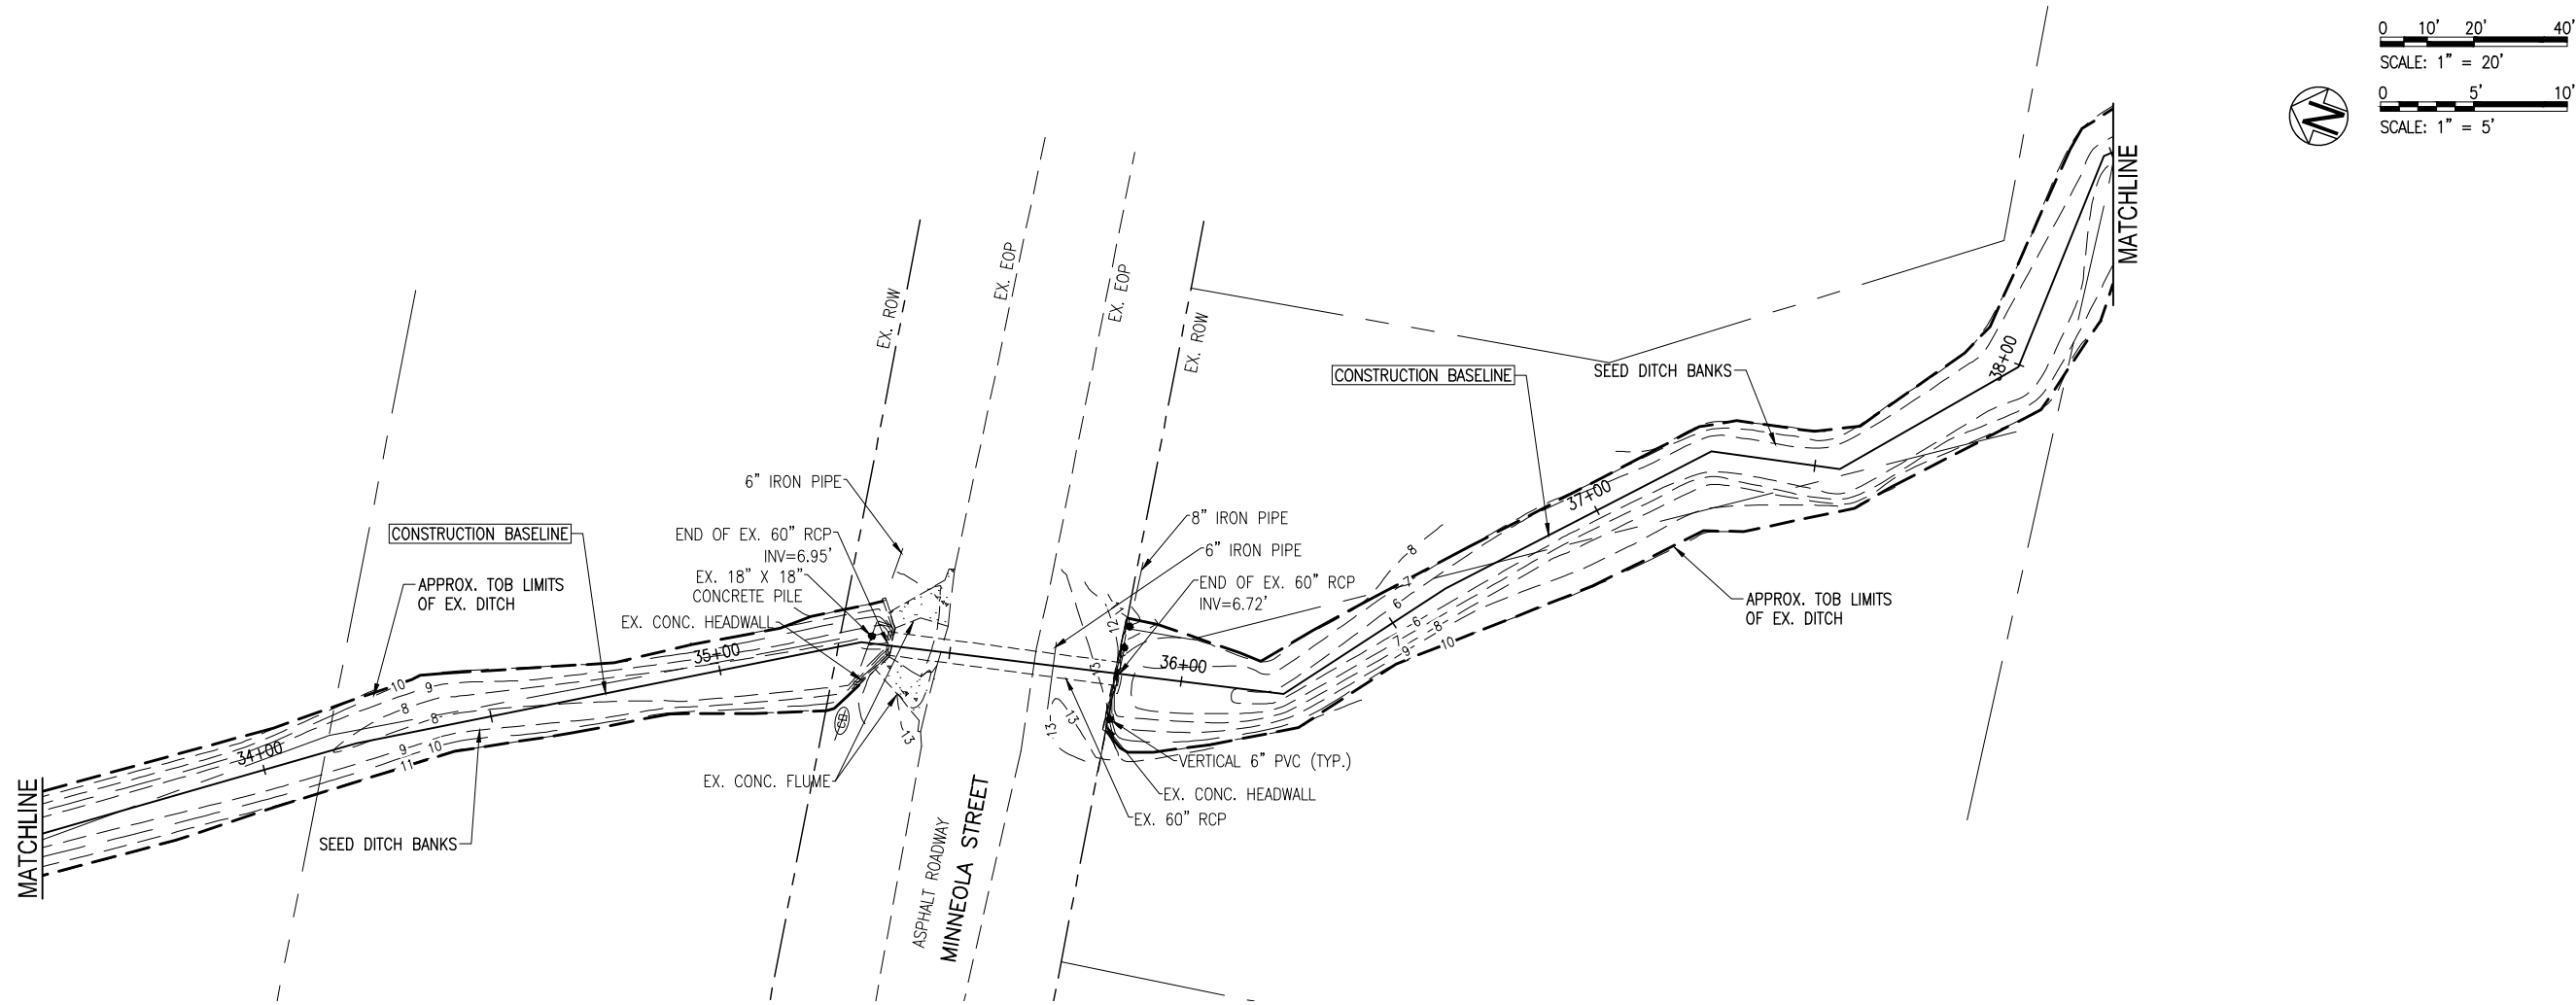 0 10' 20' 40'
SCALE: 1" = 20'
0 5' 10'
SCALE: 1" = 5'
N
MATCHLINE
EX. ROW
EX. EOP
EX. EOP
EX. ROW
CONSTRUCTION BASELINE
SEED DITCH BANKS
38+00
37+00
6" IRON PIPE
END OF EX. 60" RCP
INV=6.95'
EX. 18" X 18"
CONCRETE PILE
EX. CONC. HEADWALL
CONSTRUCTION BASELINE
APPROX. TOB LIMITS
OF EX. DITCH
8" IRON PIPE
6" IRON PIPE
END OF EX. 60" RCP
INV=6.72'
APPROX. TOB LIMITS
OF EX. DITCH
8
7
6
6
8
7
9
10
12
13
35+00
36+00
10
9
8
8
9
10
11
34+00
CO
13
13
13
VERTICAL 6" PVC (TYP.)
EX. CONC. HEADWALL
EX. 60" RCP
EX. CONC. FLUME
SEED DITCH BANKS
MATCHLINE
ASPHALT ROADWAY
MINNEOLA STREET